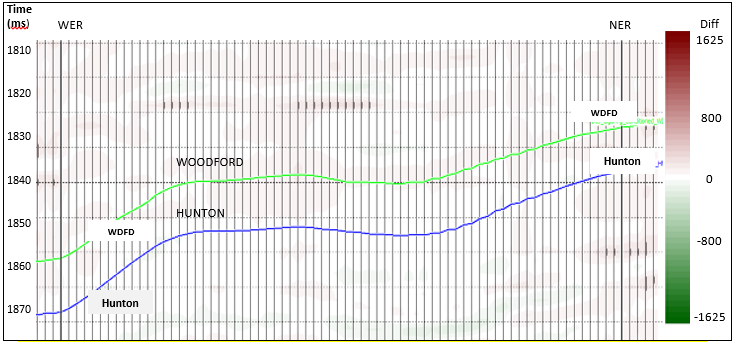 Time
(ms)
WER
NER
Diff
1810
1625
1820
800
WDFD
1830
WOODFORD
Hunton
1840
0
HUNTON
1850
WDFD
-800
1860
Hunton
1870
-1625